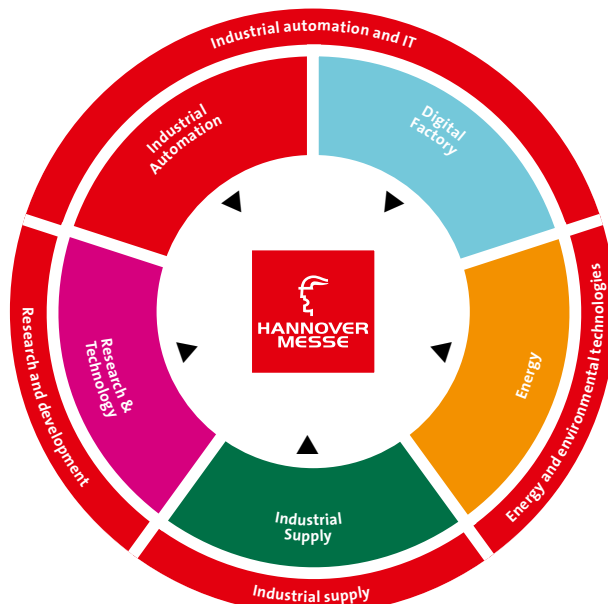 Industrial automation and IT
Industrial
Automation
Digital
Factory
Research and development
Research &
Technology
HANNOVER
MESSE
Energy
Energy and environmental technologies
Industrial
Supply
Industrial supply